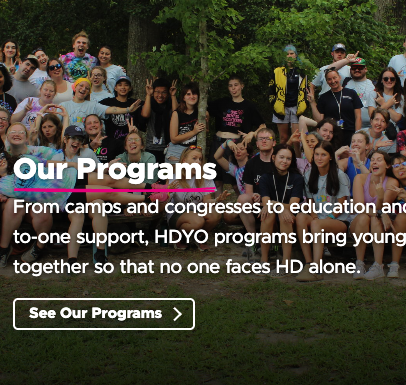 Our Programs
From camps and congresses to education and
to-one support, HDYO programs bring young
together so that no one faces HD alone.
See Our Programs